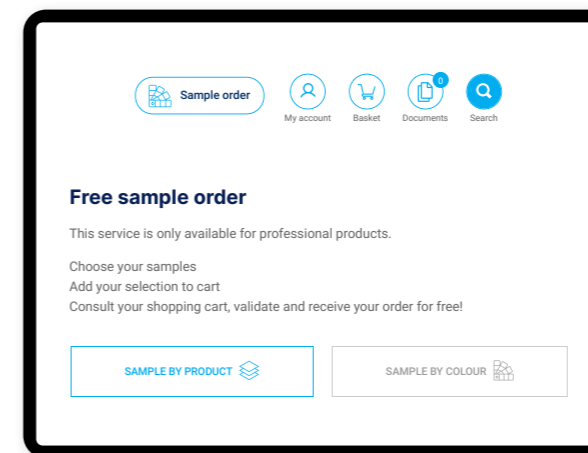 Sample order
0
My account
Basket
Documents
Search
Free sample order
This service is only available for professional products.
Choose your samples
Add your selection to cart
Consult your shopping cart, validate and receive your order for free!
SAMPLE BY PRODUCT
SAMPLE BY COLOUR